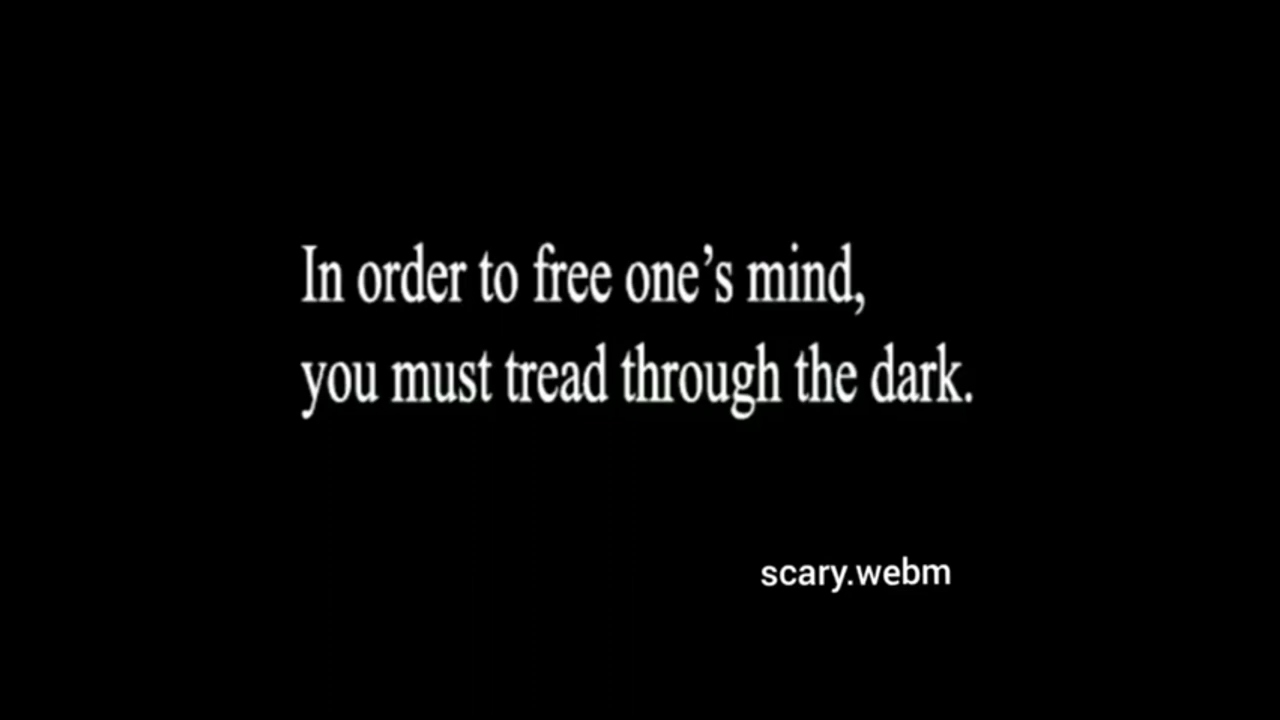 In order to free one’s mind,
you must tread through the dark.
scary.webm